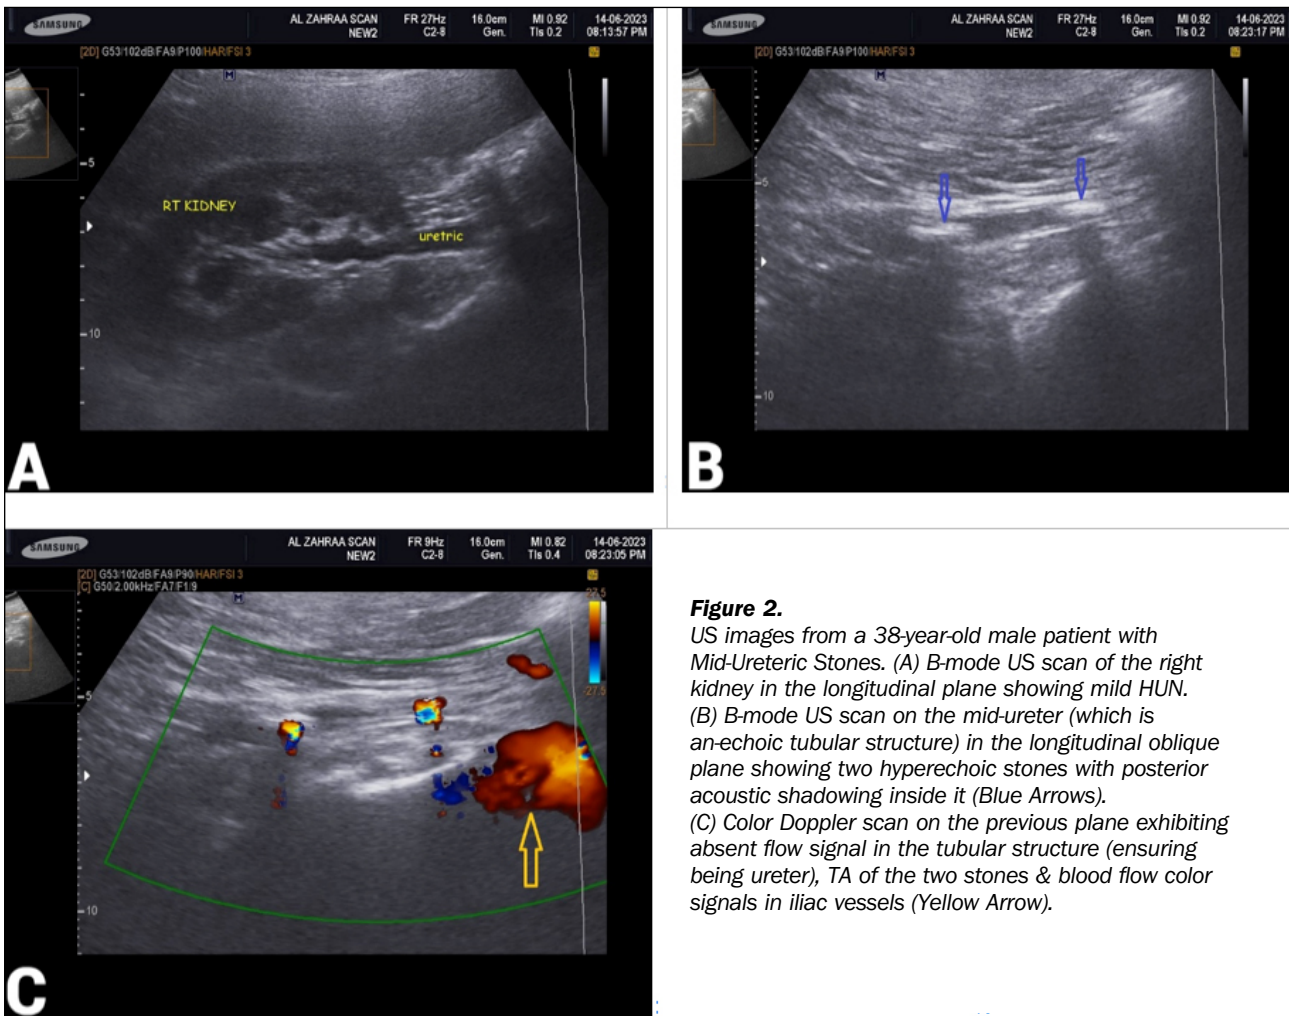 SAMSUNG
AL ZAHRAA SCAN FR 27Hz 16.0cm MI 0.92 14-06-2023
NEW2 C2-8 Gen. TIs 0.2 08:13:57 PM
[2D] G53/102dB/FA9/P100/HAR/FSI 3
M
5
RT KIDNEY
uretric
10
A
SAMSUNG
AL ZAHRAA SCAN FR 27Hz 16.0cm MI 0.92 14-06-2023
NEW2 C2-8 Gen. TIs 0.2 08:23:17 PM
[2D] G53/102dB/FA9/P100/HAR/FSI 3
M
5
10
B
SAMSUNG
AL ZAHRAA SCAN FR 9Hz 16.0cm MI 0.82 14-06-2023
NEW2 C2-8 Gen. TIs 0.4 08:23:05 PM
[2D] G53/102dB/FA9/P90/HAR/FSI 3
[C] G50/2.00kHz/FA7/F1/9
M
27.5
-27.5
5
10
C
Figure 2.
US images from a 38-year-old male patient with
Mid-Ureteric Stones. (A) B-mode US scan of the right
kidney in the longitudinal plane showing mild HUN.
(B) B-mode US scan on the mid-ureter (which is
an-echoic tubular structure) in the longitudinal oblique
plane showing two hyperechoic stones with posterior
acoustic shadowing inside it (Blue Arrows).
(C) Color Doppler scan on the previous plane exhibiting
absent flow signal in the tubular structure (ensuring
being ureter), TA of the two stones & blood flow color
signals in iliac vessels (Yellow Arrow).